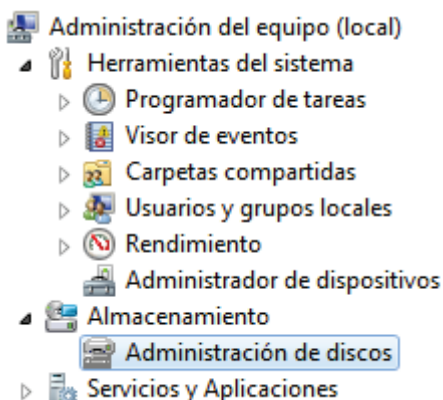 Administración del equipo (local)
Herramientas del sistema
Programador de tareas
Visor de eventos
Carpetas compartidas
Usuarios y grupos locales
Rendimiento
Administrador de dispositivos
Almacenamiento
Administración de discos
Servicios y Aplicaciones